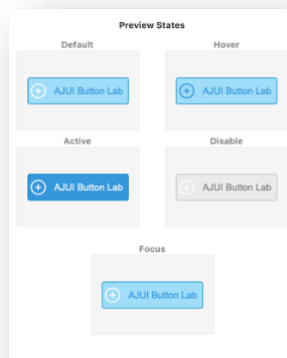 Preview States
Default
Hover
AJUI Button Lab
AJUI Button Lab
Active
Disable
AJUI Button Lab
AJUI Button Lab
Focus
AJUI Button Lab